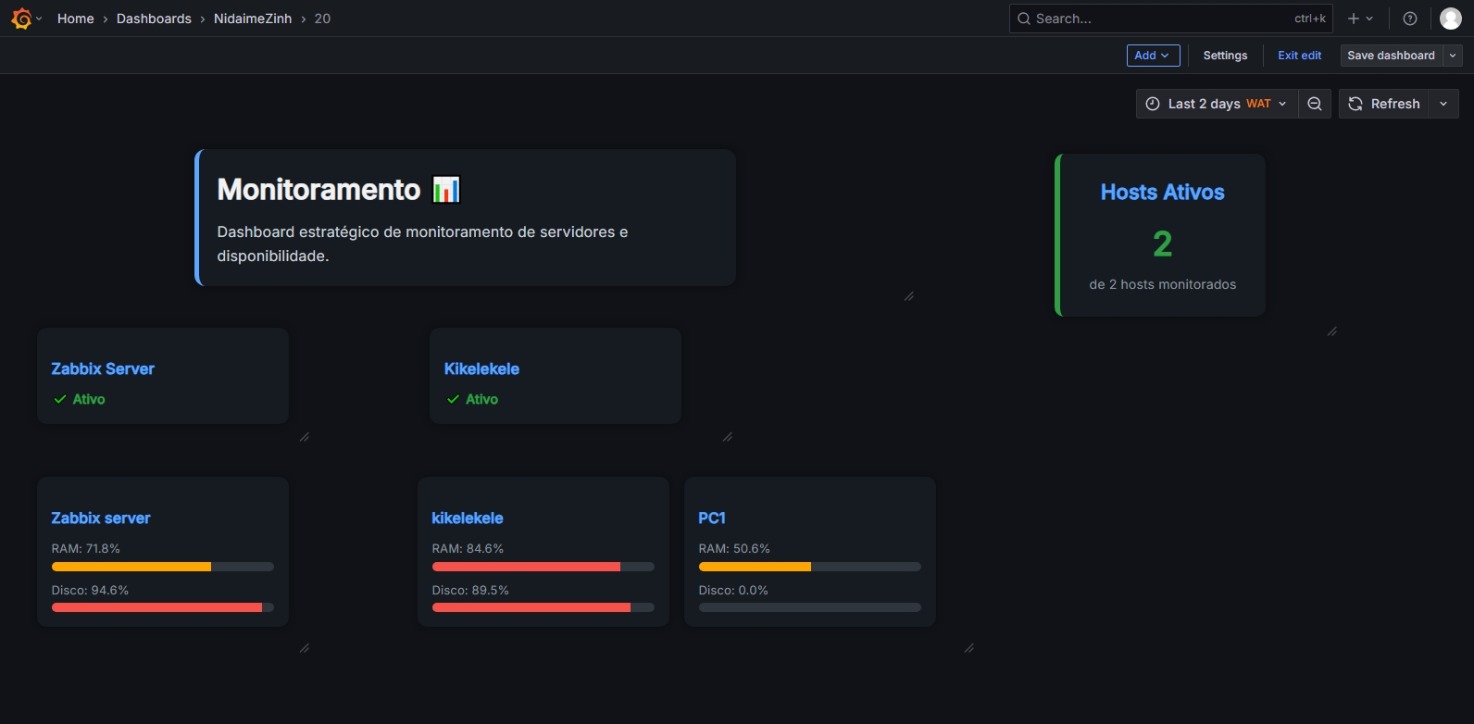 Home › Dashboards › NidaimeZinh › 20
Search...
ctrl+k
Add
Settings
Exit edit
Save dashboard
Last 2 days WAT
Refresh
Monitoramento
Dashboard estratégico de monitoramento de servidores e
disponibilidade.
Hosts Ativos
2
de 2 hosts monitorados
Zabbix Server
Ativo
Kikelekele
Ativo
Zabbix server
RAM: 71.8%
Disco: 94.6%
kikelekele
RAM: 84.6%
Disco: 89.5%
PC1
RAM: 50.6%
Disco: 0.0%